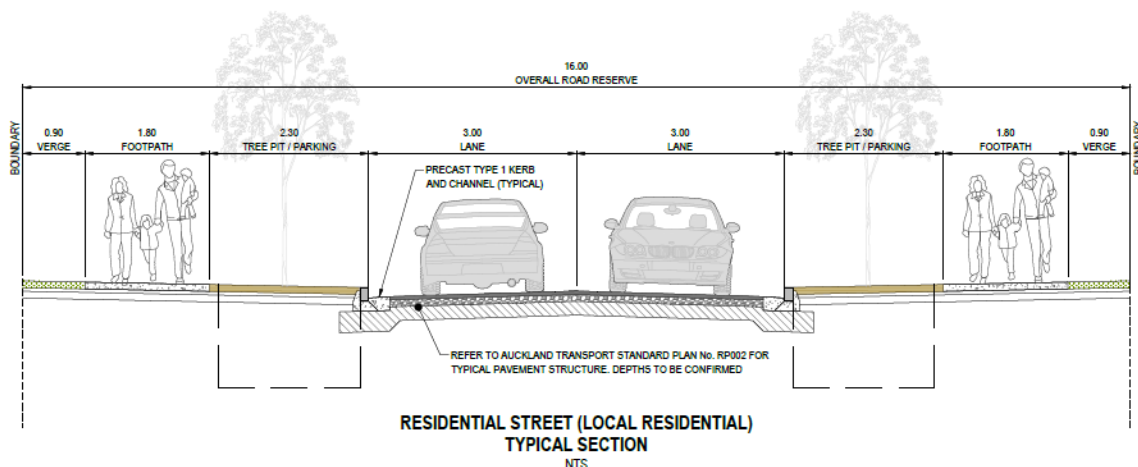 16.00
OVERALL ROAD RESERVE
BOUNDARY
0.90
VERGE
1.80
FOOTPATH
2.30
TREE PIT / PARKING
3.00
LANE
3.00
LANE
2.30
TREE PIT / PARKING
1.80
FOOTPATH
0.90
VERGE
BOUNDARY
PRECAST TYPE 1 KERB
AND CHANNEL (TYPICAL)
REFER TO AUCKLAND TRANSPORT STANDARD PLAN No. RP002 FOR
TYPICAL PAVEMENT STRUCTURE. DEPTHS TO BE CONFIRMED
RESIDENTIAL STREET (LOCAL RESIDENTIAL)
TYPICAL SECTION
NTS